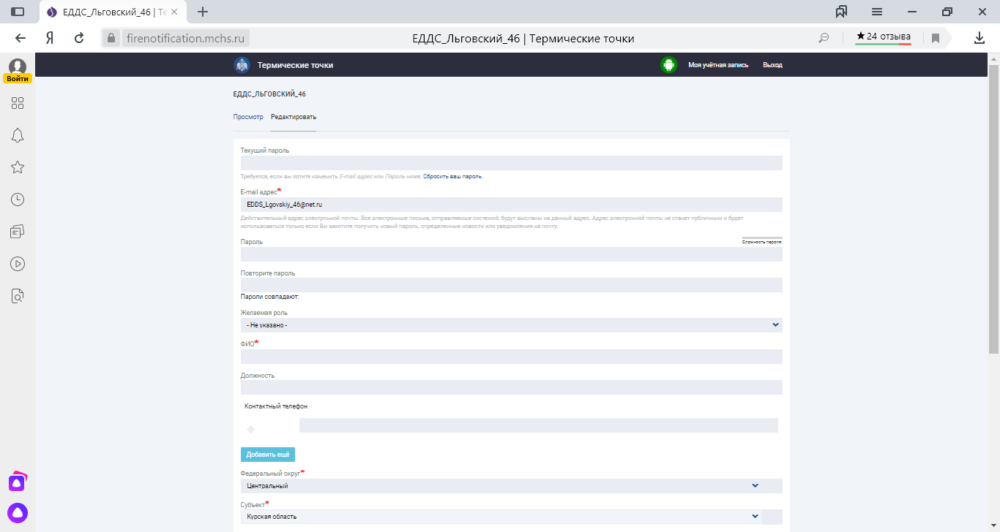 ЕДДС_Льговский_46 | Те
Я
firenotification.mchs.ru
ЕДДС_Льговский_46 | Термические точки
★24 отзыва
Войти
Термические точки
Моя учётная запись
Выход
ЕДДС_ЛЬГОВСКИЙ_46
Просмотр
Редактировать
Текущий пароль
Требуется, если вы хотите изменить E-mail адрес или Пароль ниже. Сбросить ваш пароль.
E-mail адрес*
EDDS_Lgovskiy_46@net.ru
Действительный адрес электронной почты. Все электронные письма, отправляемые системой, будут высланы на данный адрес. Адрес электронной почты не станет публичным и будет
использоваться только если Вы захотите получить новый пароль, определенные новости или уведомления на почту.
Пароль
Сложность пароля:
Повторите пароль
Пароли совпадают:
Желаемая роль
- Не указано -
ФИО*
Должность
Контактный телефон
Добавить ещё
Федеральный округ*
Центральный
Субъект*
Курская область